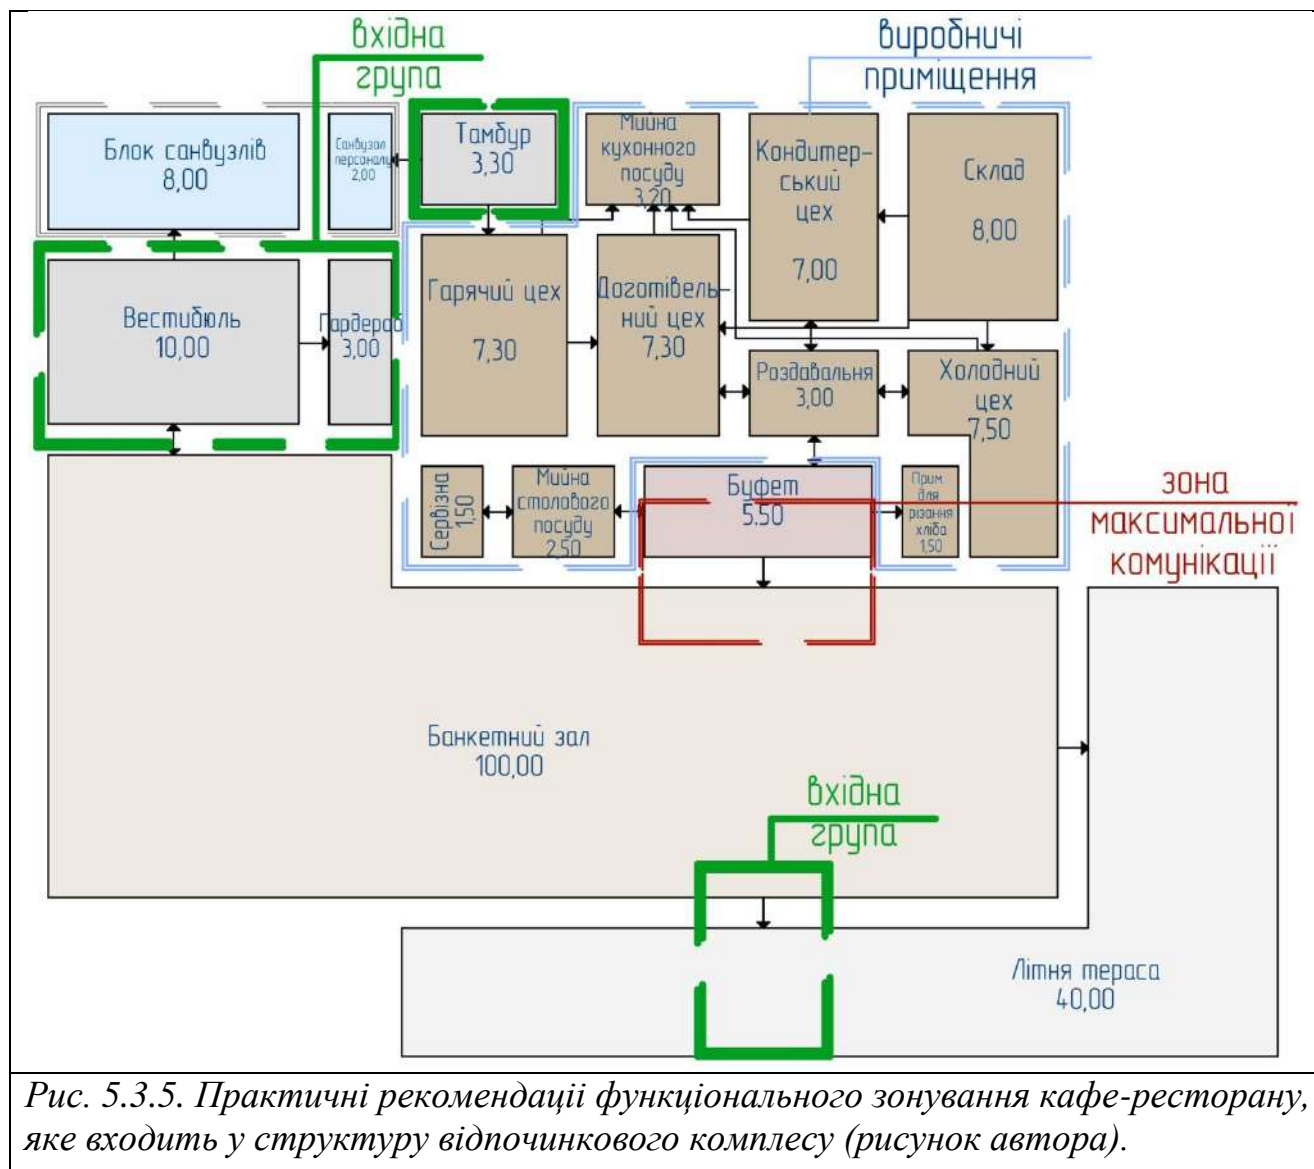 вхідна
група
виробничі
приміщення
Блок санвузлів
8,00
Санвузол
персоналу
2,00
Тамбур
3,30
Мийна
кухонного
посуду
3,20
Кондитер-
ський
цех
7,00
Склад
8,00
Вестибюль
10,00
Гардероб
3,00
Гарячий цех
7,30
Доготівель-
ний цех
7,30
Роздавальня
3,00
Холодний
цех
7,50
Сервізна
1,50
Мийна
столового
посуду
2,50
Буфет
5.50
Прим.
для
різання
хліба
1,50
зона
максимальної
комунікації
Банкетний зал
100,00
вхідна
група
Літня тераса
40,00
Рис. 5.3.5. Практичні рекомендації функціонального зонування кафе-ресторану,
яке входить у структуру відпочинкового комплесу (рисунок автора).